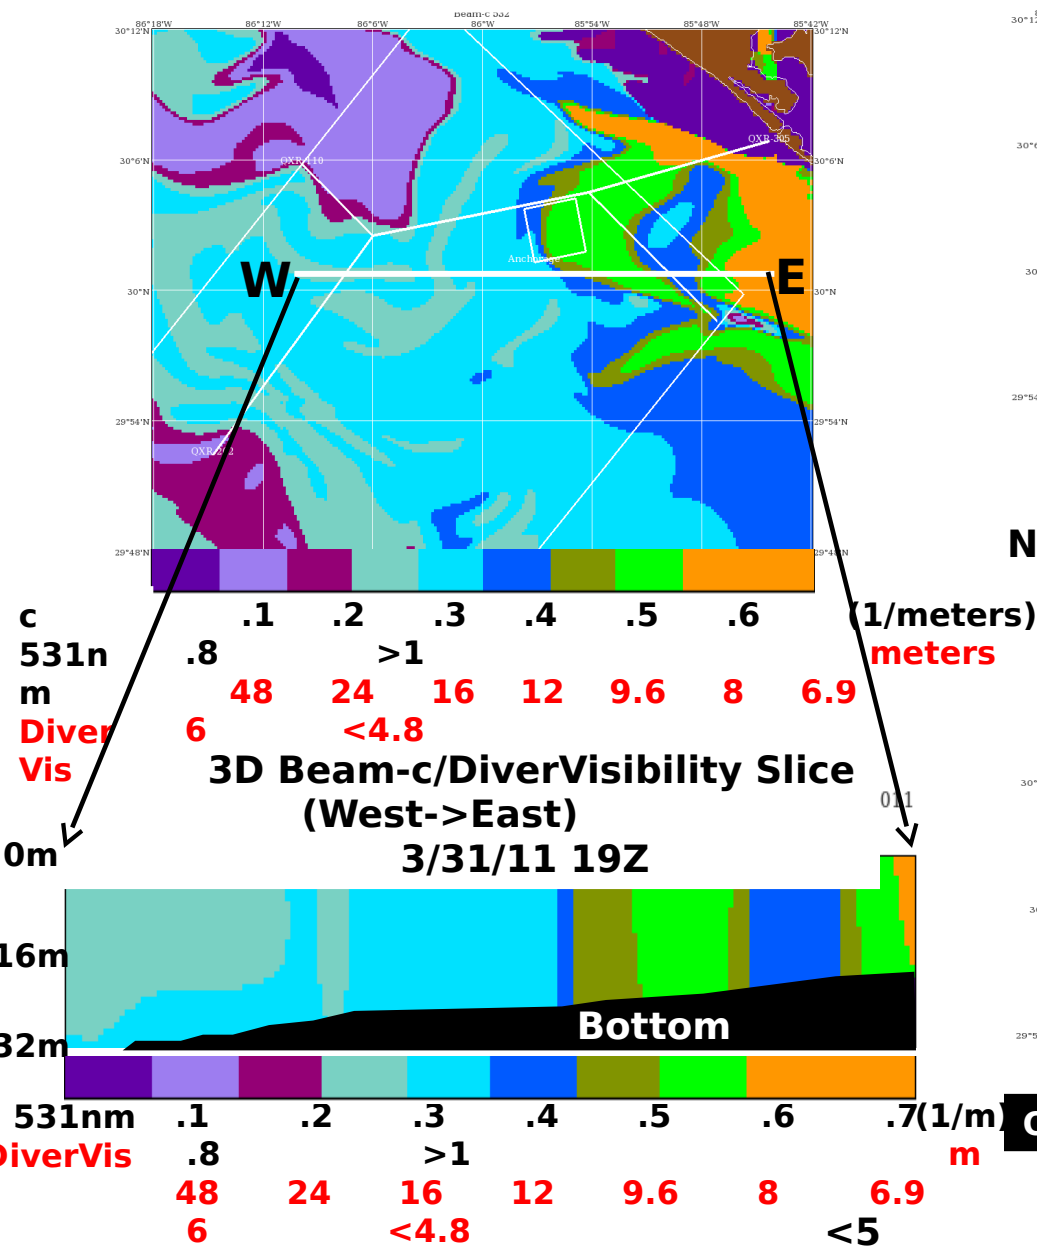 Beam-c 532
86°18'W 86°12'W 86°6'W 86°W 85°54'W 85°48'W 85°42'W
30°12'N 30°12'N
QXR-305
30°6'N QXR-110 30°6'N
Anchorage
W E
30°N 30°N
29°54'N 29°54'N
29°48'N 29°48'N
N
c .1 .2 .3 .4 .5 .6 (1/meters)
531n .8 >1 meters
m 48 24 16 12 9.6 8 6.9
Diver 6 <4.8
Vis
3D Beam-c/DiverVisibility Slice
(West->East)
011
3/31/11 19Z
0m
16m
32m
Bottom
531nm .1 .2 .3 .4 .5 .6 .7(1/m)
DiverVis .8 >1 m
48 24 16 12 9.6 8 6.9
6 <4.8 <5